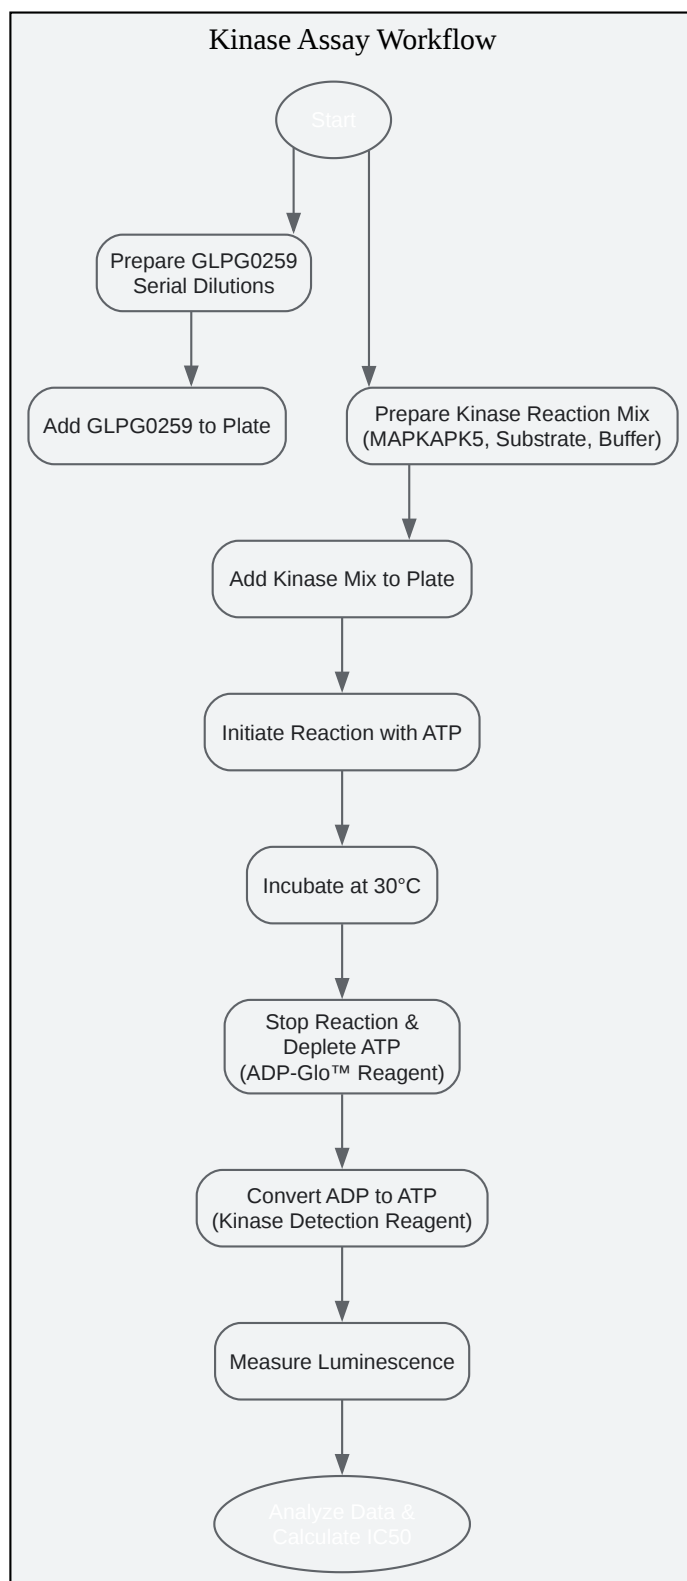 Kinase Assay Workflow
Start
Prepare GLPG0259
Serial Dilutions
Add GLPG0259 to Plate
Prepare Kinase Reaction Mix
(MAPKAPK5, Substrate, Buffer)
Add Kinase Mix to Plate
Initiate Reaction with ATP
Incubate at 30°C
Stop Reaction &
Deplete ATP
(ADP-Glo™ Reagent)
Convert ADP to ATP
(Kinase Detection Reagent)
Measure Luminescence
Analyze Data &
Calculate IC50